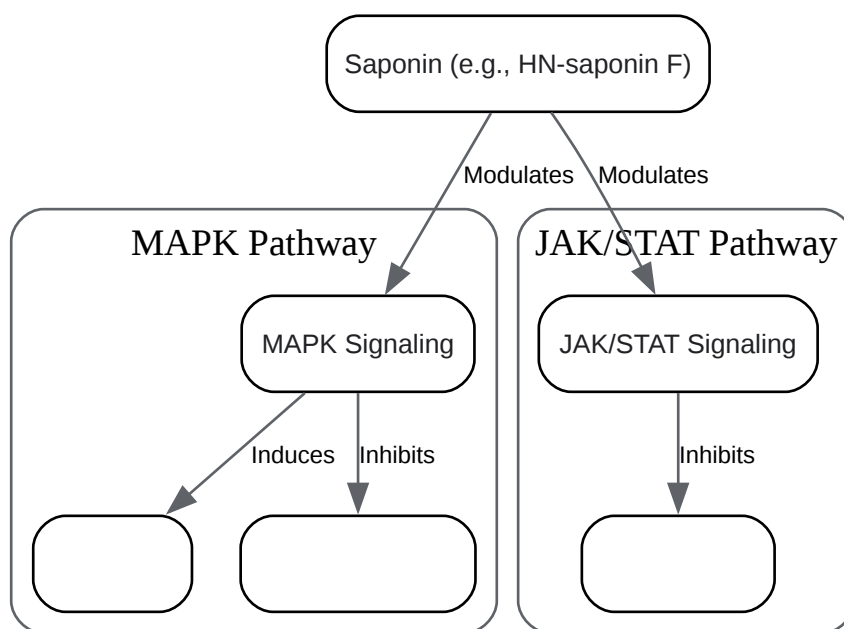 Saponin (e.g., HN-saponin F)
Modulates
Modulates
MAPK Pathway
JAK/STAT Pathway
MAPK Signaling
JAK/STAT Signaling
Induces
Inhibits
Inhibits